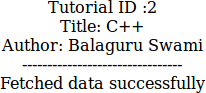 Tutorial ID :2
Title: C++
Author: Balaguru Swami
--------------------------------
Fetched data successfully